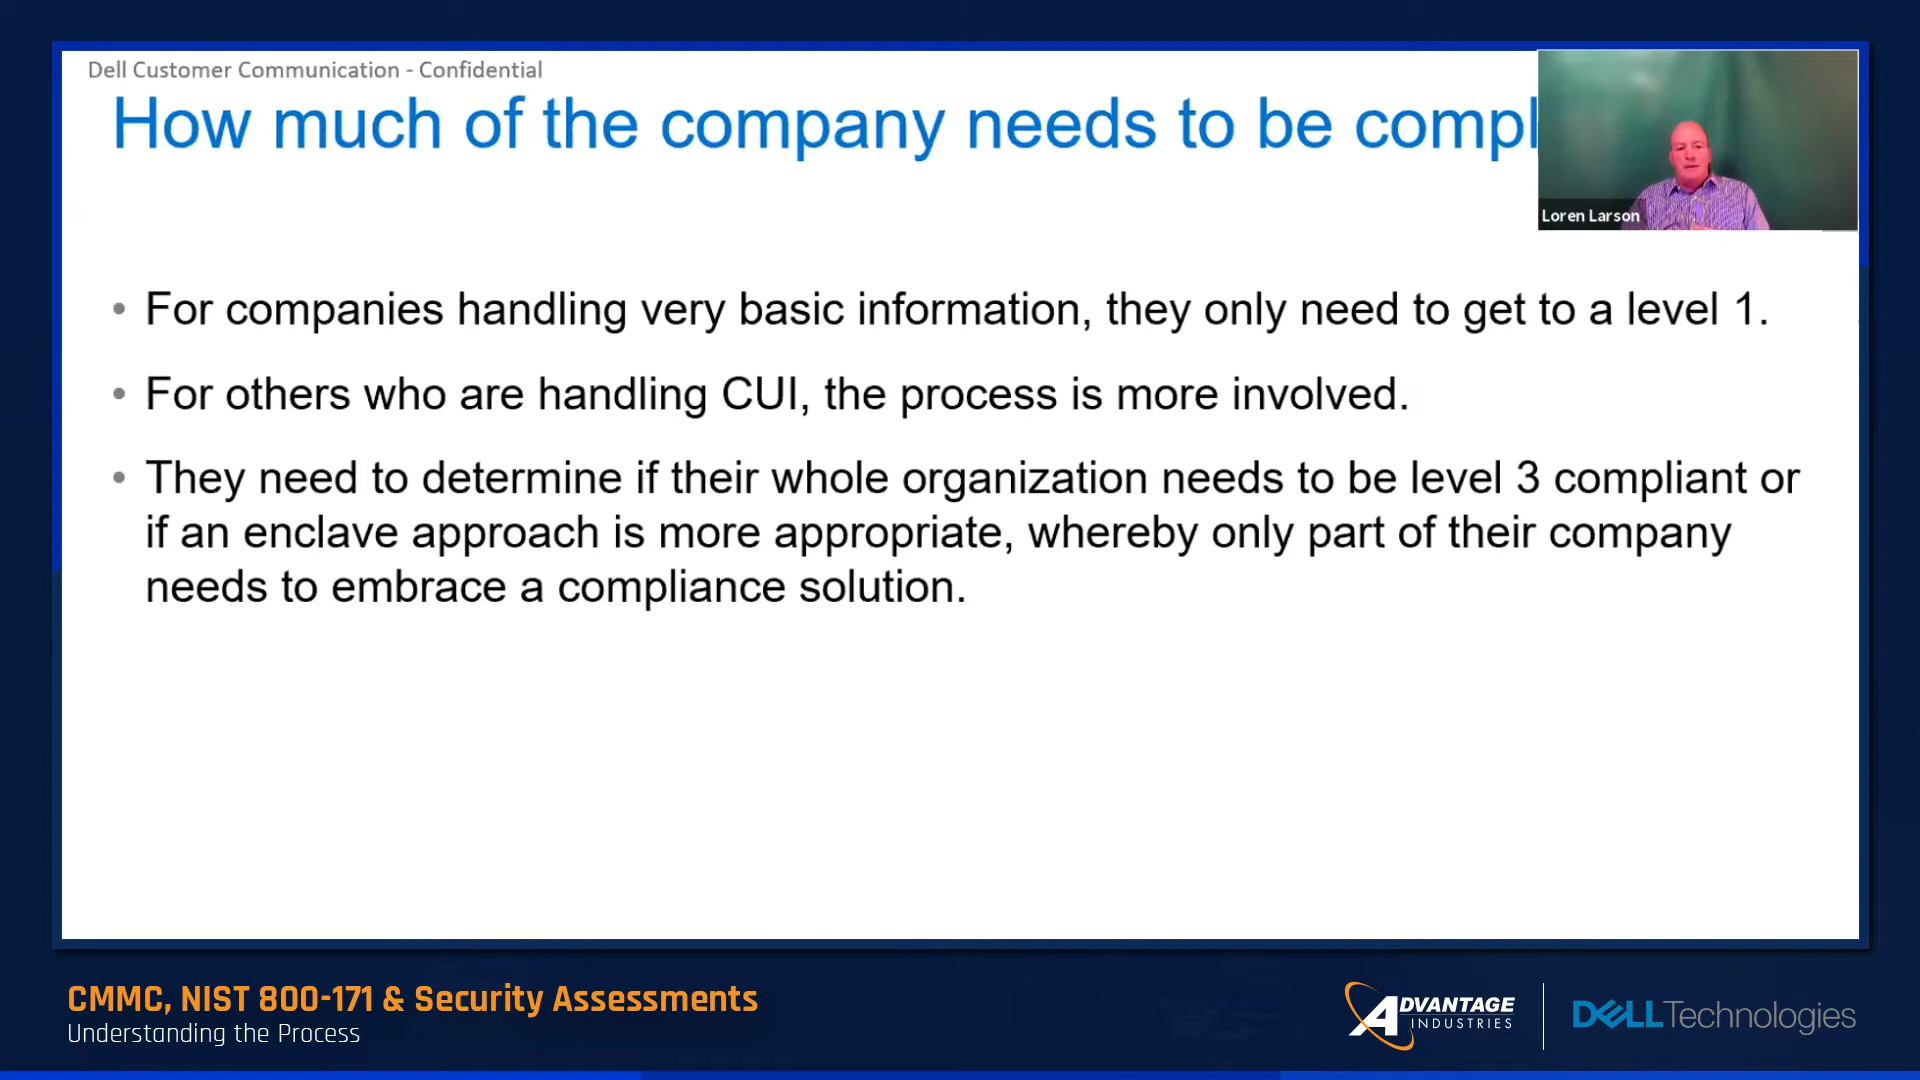 Dell Customer Communication - Confidential
How much of the company needs to be compl
Loren Larson
• For companies handling very basic information, they only need to get to a level 1.
• For others who are handling CUI, the process is more involved.
• They need to determine if their whole organization needs to be level 3 compliant or
if an enclave approach is more appropriate, whereby only part of their company
needs to embrace a compliance solution.
CMMC, NIST 800-171 & Security Assessments
Understanding the Process
ADVANTAGE
INDUSTRIES
DELL Technologies